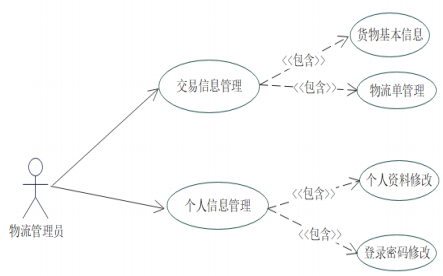 货物基本信息
<<包含>>
交易信息管理
<<包含>>
物流单管理
个人资料修改
<<包含>>
个人信息管理
<<包含>>
物流管理员
登录密码修改